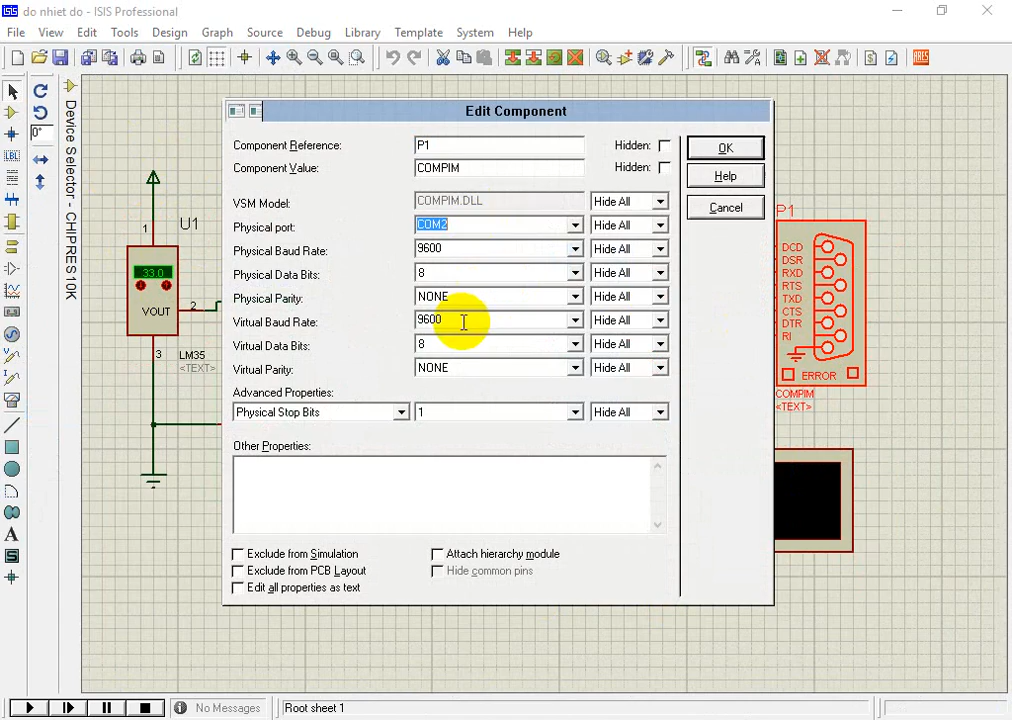 do nhiet do - ISIS Professional
File View Edit Tools Design Graph Source Debug Library Template System Help
0°
Device Selector - CHIPRES10K
LBL
A
S
U1
1
33.0
VOUT
2
3
LM35
<TEXT>
Edit Component
Component Reference: P1 Hidden:
Component Value: COMPIM Hidden:
VSM Model: COMPIM.DLL Hide All
Physical port: COM2 Hide All
Physical Baud Rate: 9600 Hide All
Physical Data Bits: 8 Hide All
Physical Parity: NONE Hide All
Virtual Baud Rate: 9600 Hide All
Virtual Data Bits: 8 Hide All
Virtual Parity: NONE Hide All
Advanced Properties:
Physical Stop Bits 1 Hide All
Other Properties:
Exclude from Simulation Attach hierarchy module
Exclude from PCB Layout Hide common pins
Edit all properties as text
OK
Help
Cancel
P1
DCD
DSR
RXD
RTS
TXD
CTS
DTR
RI
ERROR
COMPIM
<TEXT>
No Messages Root sheet 1